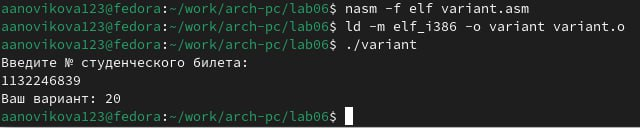 aanovikova123@fedora:~/work/arch-pc/lab06$ nasm -f elf variant.asm
aanovikova123@fedora:~/work/arch-pc/lab06$ ld -m elf_i386 -o variant variant.o
aanovikova123@fedora:~/work/arch-pc/lab06$ ./variant
Введите № студенческого билета:
1132246839
Ваш вариант: 20
aanovikova123@fedora:~/work/arch-pc/lab06$